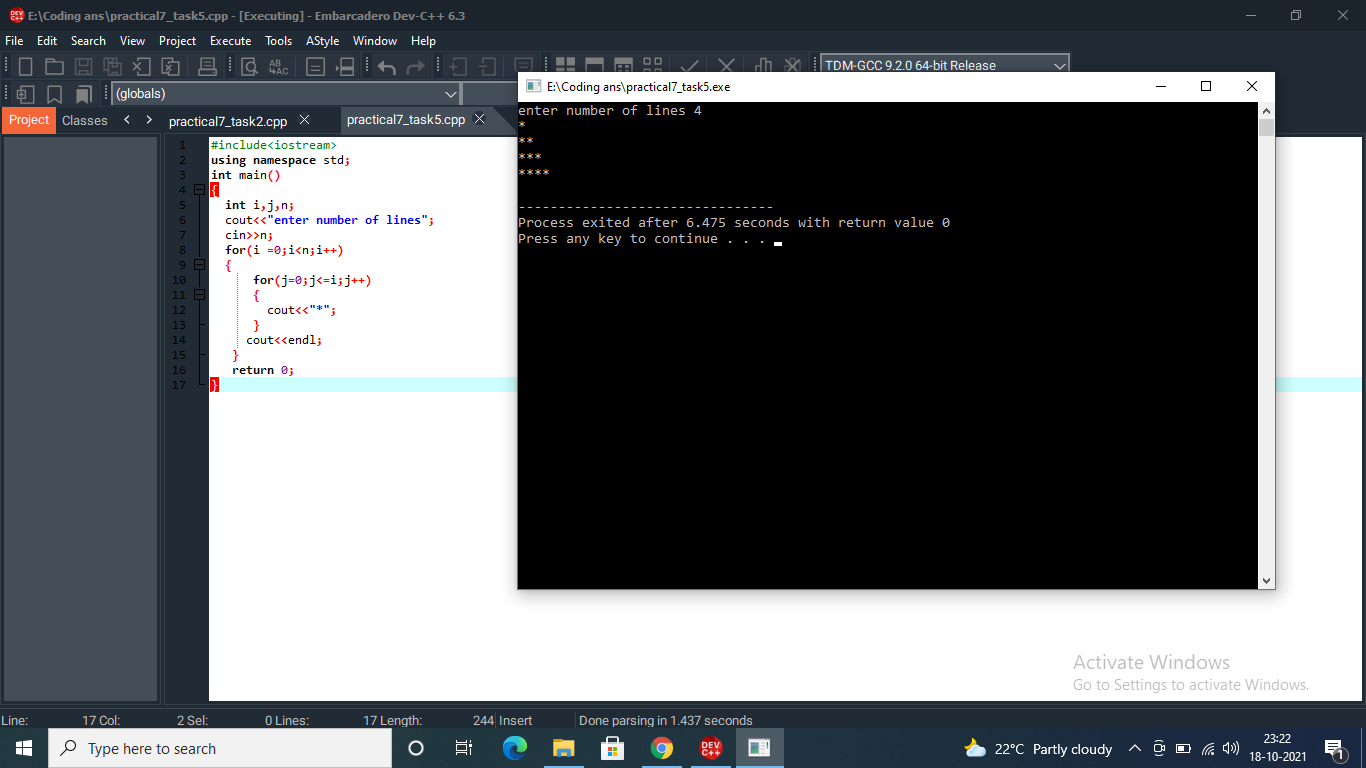 E:\Coding ans\practical7_task5.cpp - [Executing] - Embarcadero Dev-C++ 6.3
File Edit Search View Project Execute Tools AStyle Window Help
TDM-GCC 9.2.0 64-bit Release
(globals)
Project Classes practical7_task2.cpp practical7_task5.cpp
1 #include<iostream>
2 using namespace std;
3 int main()
4 {
5 int i,j,n;
6 cout<<"enter number of lines";
7 cin>>n;
8 for(i =0;i<n;i++)
9 {
10 for(j=0;j<=i;j++)
11 {
12 cout<<"*";
13 }
14 cout<<endl;
15 }
16 return 0;
17 }
E:\Coding ans\practical7_task5.exe
enter number of lines 4
*
**
***
****
--------------------------------
Process exited after 6.475 seconds with return value 0
Press any key to continue . . .
Activate Windows
Go to Settings to activate Windows.
Line: 17 Col: 2 Sel: 0 Lines: 17 Length: 244 Insert Done parsing in 1.437 seconds
Type here to search
DEV C++
22°C Partly cloudy
23:22
18-10-2021
1